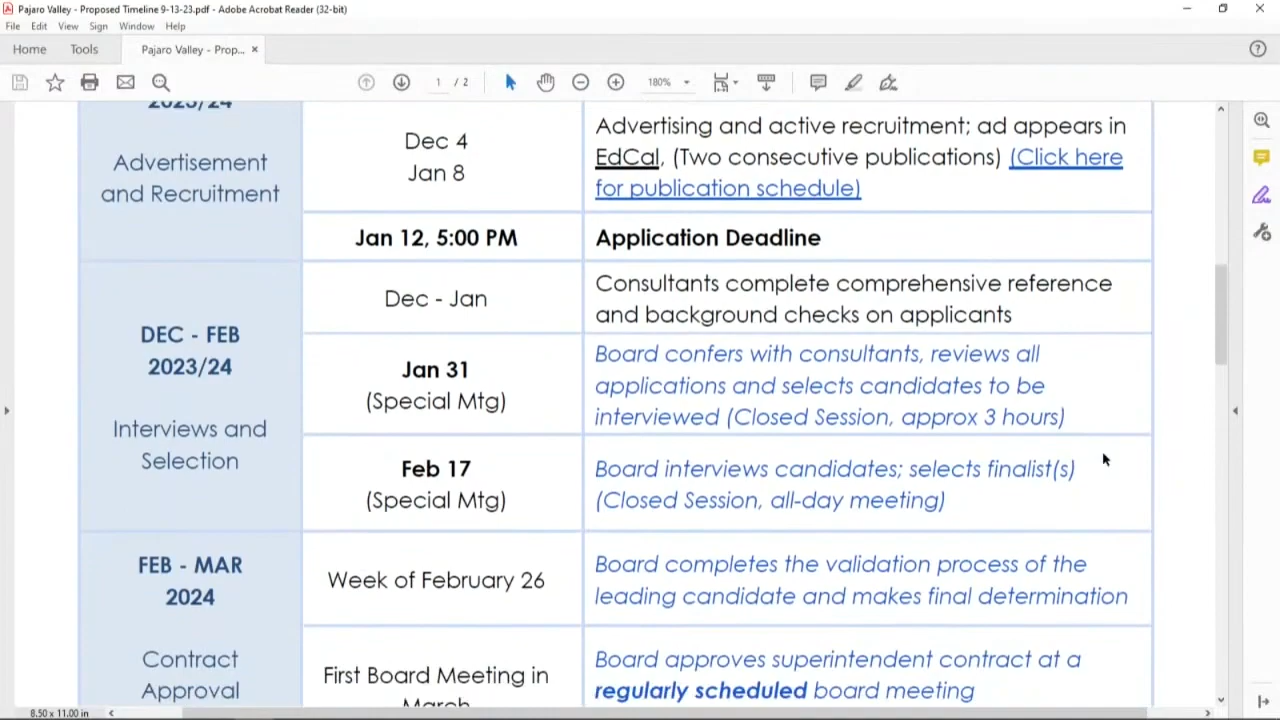 Pajaro Valley - Proposed Timeline 9-13-23.pdf - Adobe Acrobat Reader (32-bit)
File Edit View Sign Window Help
Home Tools Pajaro Valley - Prop... ×
1 / 2 180%
2023/24
Advertisement
and Recruitment
Dec 4
Jan 8
Advertising and active recruitment; ad appears in
EdCal, (Two consecutive publications) (Click here
for publication schedule)
Jan 12, 5:00 PM
Application Deadline
DEC - FEB
2023/24
Interviews and
Selection
Dec - Jan
Consultants complete comprehensive reference
and background checks on applicants
Jan 31
(Special Mtg)
Board confers with consultants, reviews all
applications and selects candidates to be
interviewed (Closed Session, approx 3 hours)
Feb 17
(Special Mtg)
Board interviews candidates; selects finalist(s)
(Closed Session, all-day meeting)
FEB - MAR
2024
Contract
Approval
Week of February 26
Board completes the validation process of the
leading candidate and makes final determination
First Board Meeting in
March
Board approves superintendent contract at a
regularly scheduled board meeting
8.50 x 11.00 in